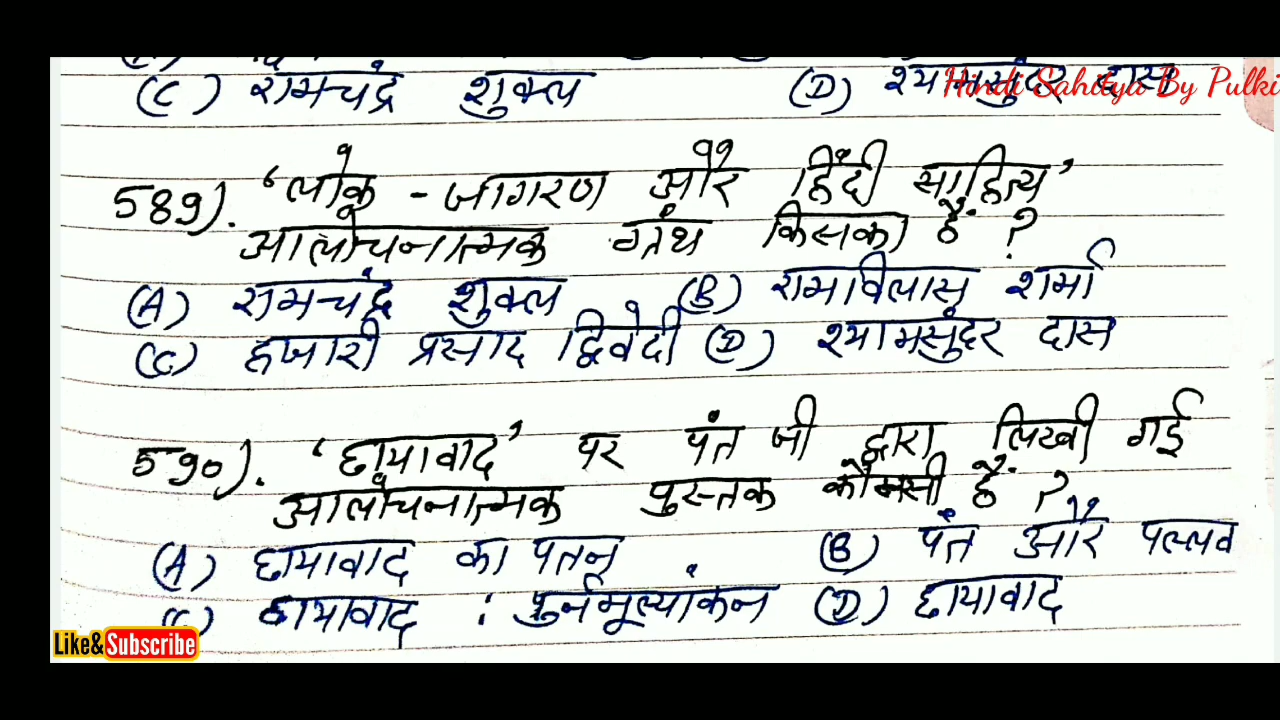 (C) रामचंद्र शुक्ल (D) श्यामसुंदर दास
Hindi Sahitya By Pulki
589). 'लोक - जागरण और हिंदी साहित्य'
आलोचनात्मक ग्रंथ किसका है ?
(A) रामचंद्र शुक्ल (B) रामविलास शर्मा
(C) हजारी प्रसाद द्विवेदी (D) श्यामसुंदर दास
590). 'छायावाद' पर पंत जी द्वारा लिखी गई
आलोचनात्मक पुस्तक कौनसी हैं ?
(A) छायावाद का पतन (B) पंत और पल्लव
(C) छायावाद : पुर्नमूल्यांकन (D) छायावाद
Like& Subscribe